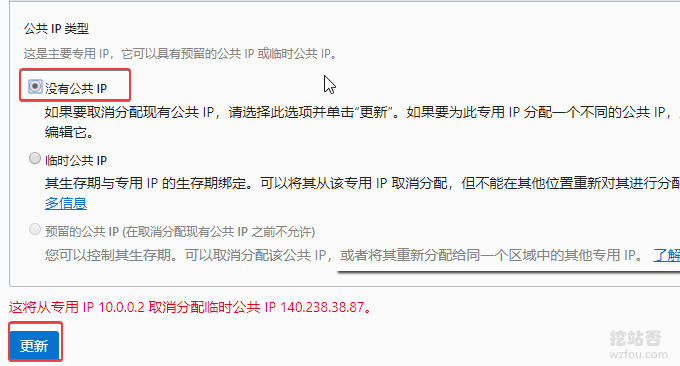 公共 IP 类型
这是主要专用 IP，它可以具有预留的公共 IP 或临时公共 IP。
没有公共 IP
如果要取消分配现有公共 IP，请选择此选项并单击“更新”。如果要为此专用 IP 分配一个不同的公共 IP，
编辑它。
临时公共 IP
其生存期与专用 IP 的生存期绑定。可以将其从该专用 IP 取消分配，但不能在其他位置重新对其进行分配
多信息
预留的公共 IP (在取消分配现有公共 IP 之前不允许)
您可以控制其生存期。可以取消分配该公共 IP，或者将其重新分配给同一个区域中的其他专用 IP。 了解
这将从专用 IP 10.0.0.2 取消分配临时公共 IP 140.238.38.87。
更新
挖站否
wzfou.com